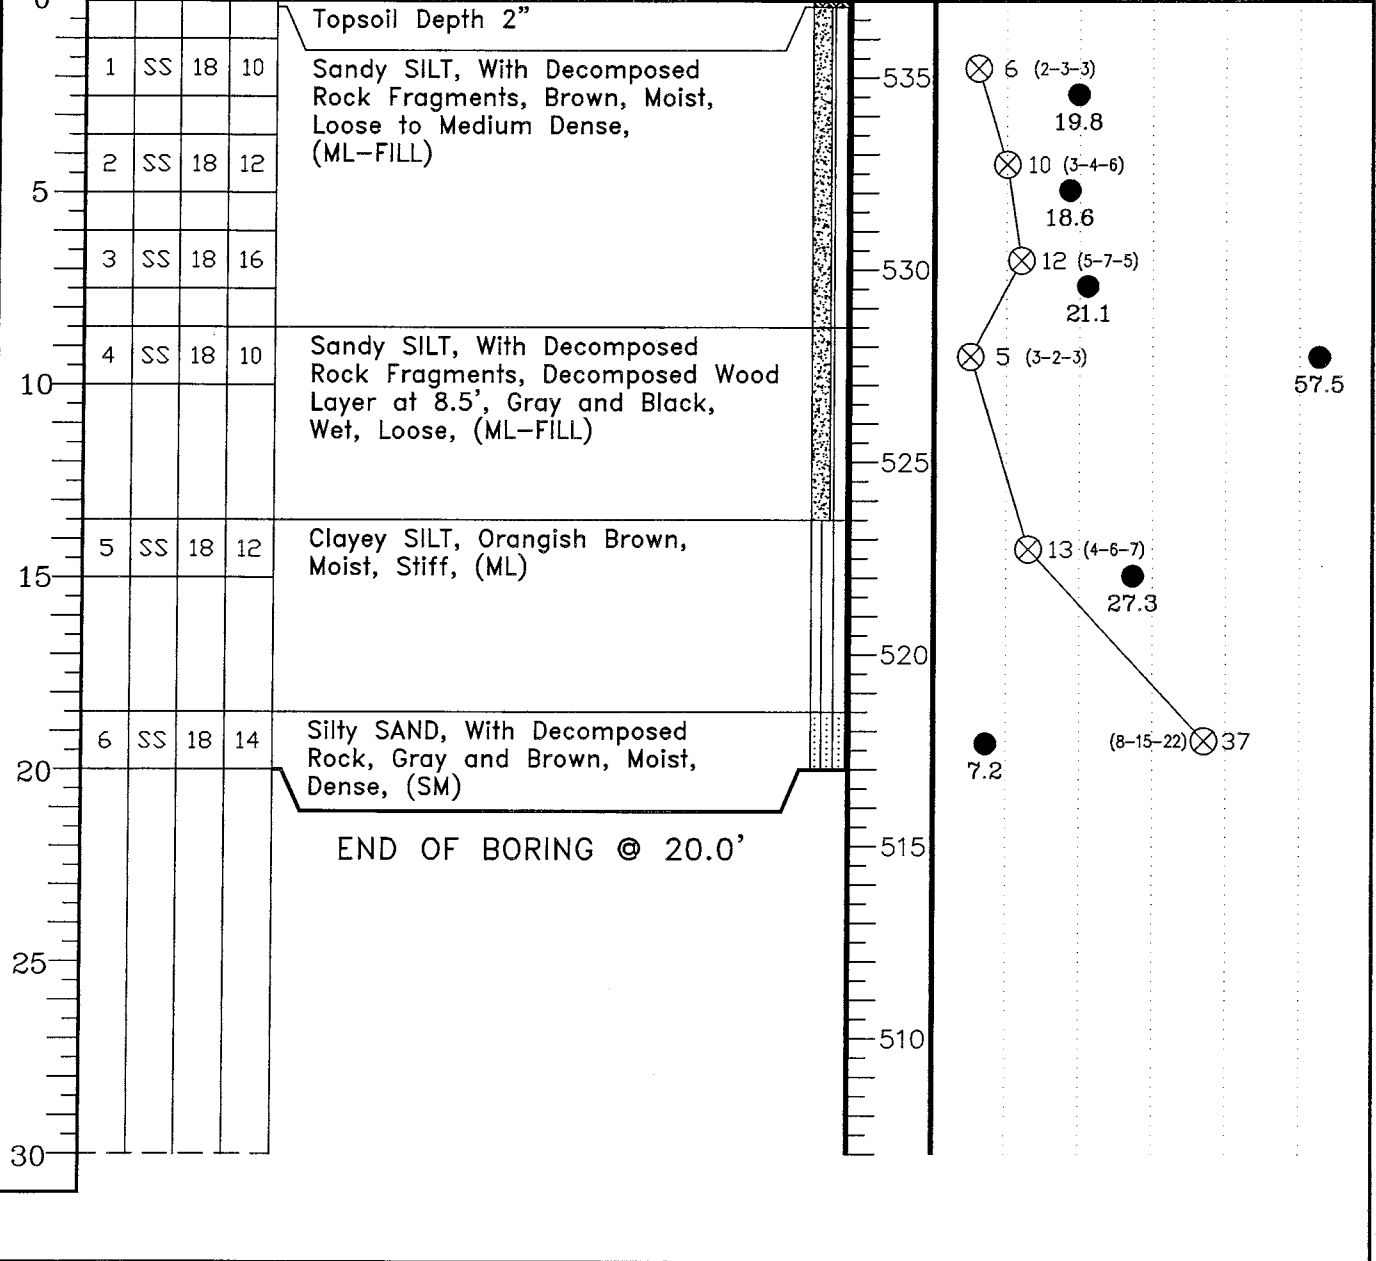 0
Topsoil Depth 2"
1 SS 18 10
Sandy SILT, With Decomposed
Rock Fragments, Brown, Moist,
Loose to Medium Dense,
(ML-FILL)
535
6 (2-3-3)
19.8
2 SS 18 12
10 (3-4-6)
5
18.6
3 SS 18 16
530
12 (5-7-5)
21.1
4 SS 18 10
Sandy SILT, With Decomposed
Rock Fragments, Decomposed Wood
Layer at 8.5', Gray and Black,
Wet, Loose, (ML-FILL)
5 (3-2-3)
57.5
10
525
5 SS 18 12
Clayey SILT, Orangish Brown,
Moist, Stiff, (ML)
13 (4-6-7)
27.3
15
520
6 SS 18 14
Silty SAND, With Decomposed
Rock, Gray and Brown, Moist,
Dense, (SM)
(8-15-22) 37
7.2
20
END OF BORING @ 20.0'
515
25
510
30